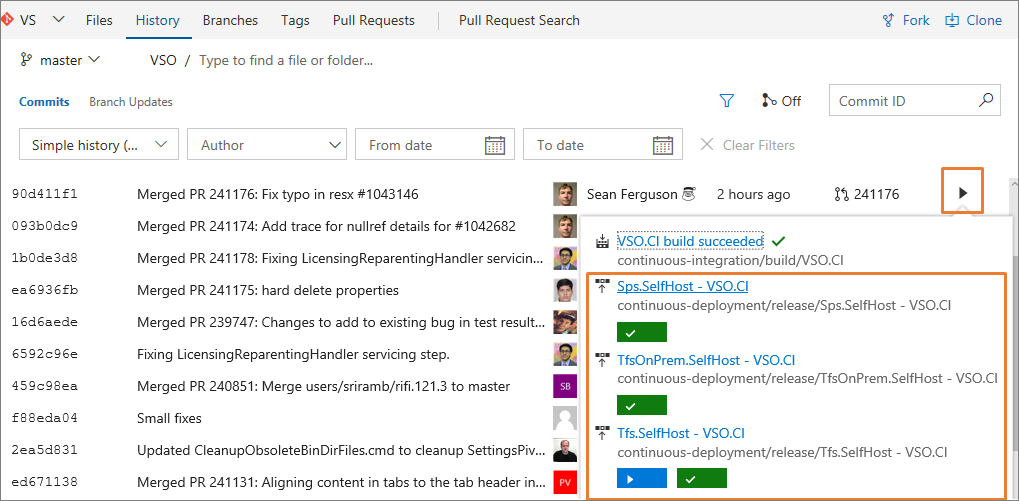 VS Files History Branches Tags Pull Requests Pull Request Search Fork Clone
master VSO / Type to find a file or folder...
Commits Branch Updates Off Commit ID
Simple history (... Author From date To date Clear Filters
90d411f1 Merged PR 241176: Fix typo in resx #1043146 Sean Ferguson 2 hours ago 241176
093b0dc9 Merged PR 241174: Add trace for nullref details for #1042682
VSO.CI build succeeded
continuous-integration/build/VSO.CI
1b0de3d8 Merged PR 241178: Fixing LicensingReparentingHandler servicin...
ea6936fb Merged PR 241175: hard delete properties
Sps.SelfHost - VSO.CI
continuous-deployment/release/Sps.SelfHost - VSO.CI
16d6aede Merged PR 239747: Changes to add to existing bug in test result...
6592c96e Fixing LicensingReparentingHandler servicing step.
TfsOnPrem.SelfHost - VSO.CI
continuous-deployment/release/TfsOnPrem.SelfHost - VSO.CI
459c98ea Merged PR 240851: Merge users/sriramb/rifi.121.3 to master SB
f88eda04 Small fixes
Tfs.SelfHost - VSO.CI
continuous-deployment/release/Tfs.SelfHost - VSO.CI
2ea5d831 Updated CleanupObsoleteBinDirFiles.cmd to cleanup SettingsPiv...
ed671138 Merged PR 241131: Aligning content in tabs to the tab header in... PV